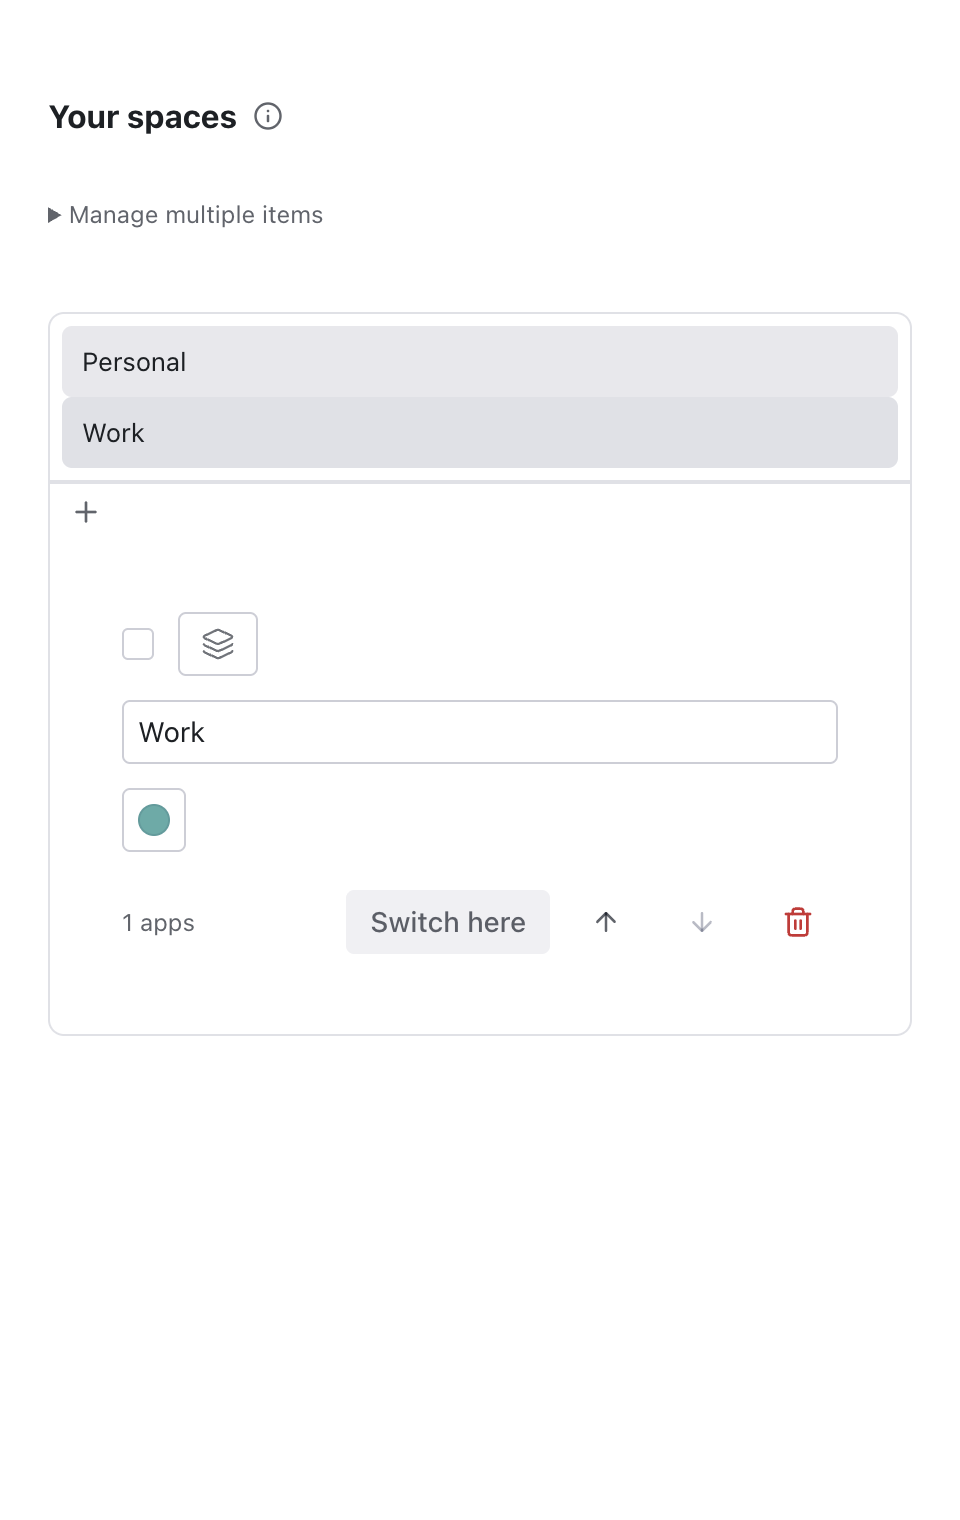 Your spaces
Manage multiple items
Personal
Work
Work
1 apps
Switch here